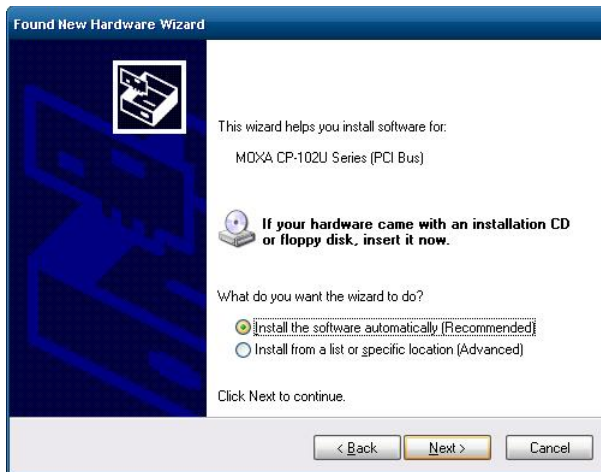 Found New Hardware Wizard
This wizard helps you install software for:
MOXA CP-102U Series (PCI Bus)
If your hardware came with an installation CD
or floppy disk, insert it now.
What do you want the wizard to do?
Install the software automatically (Recommended)
Install from a list or specific location (Advanced)
Click Next to continue.
< Back Next > Cancel